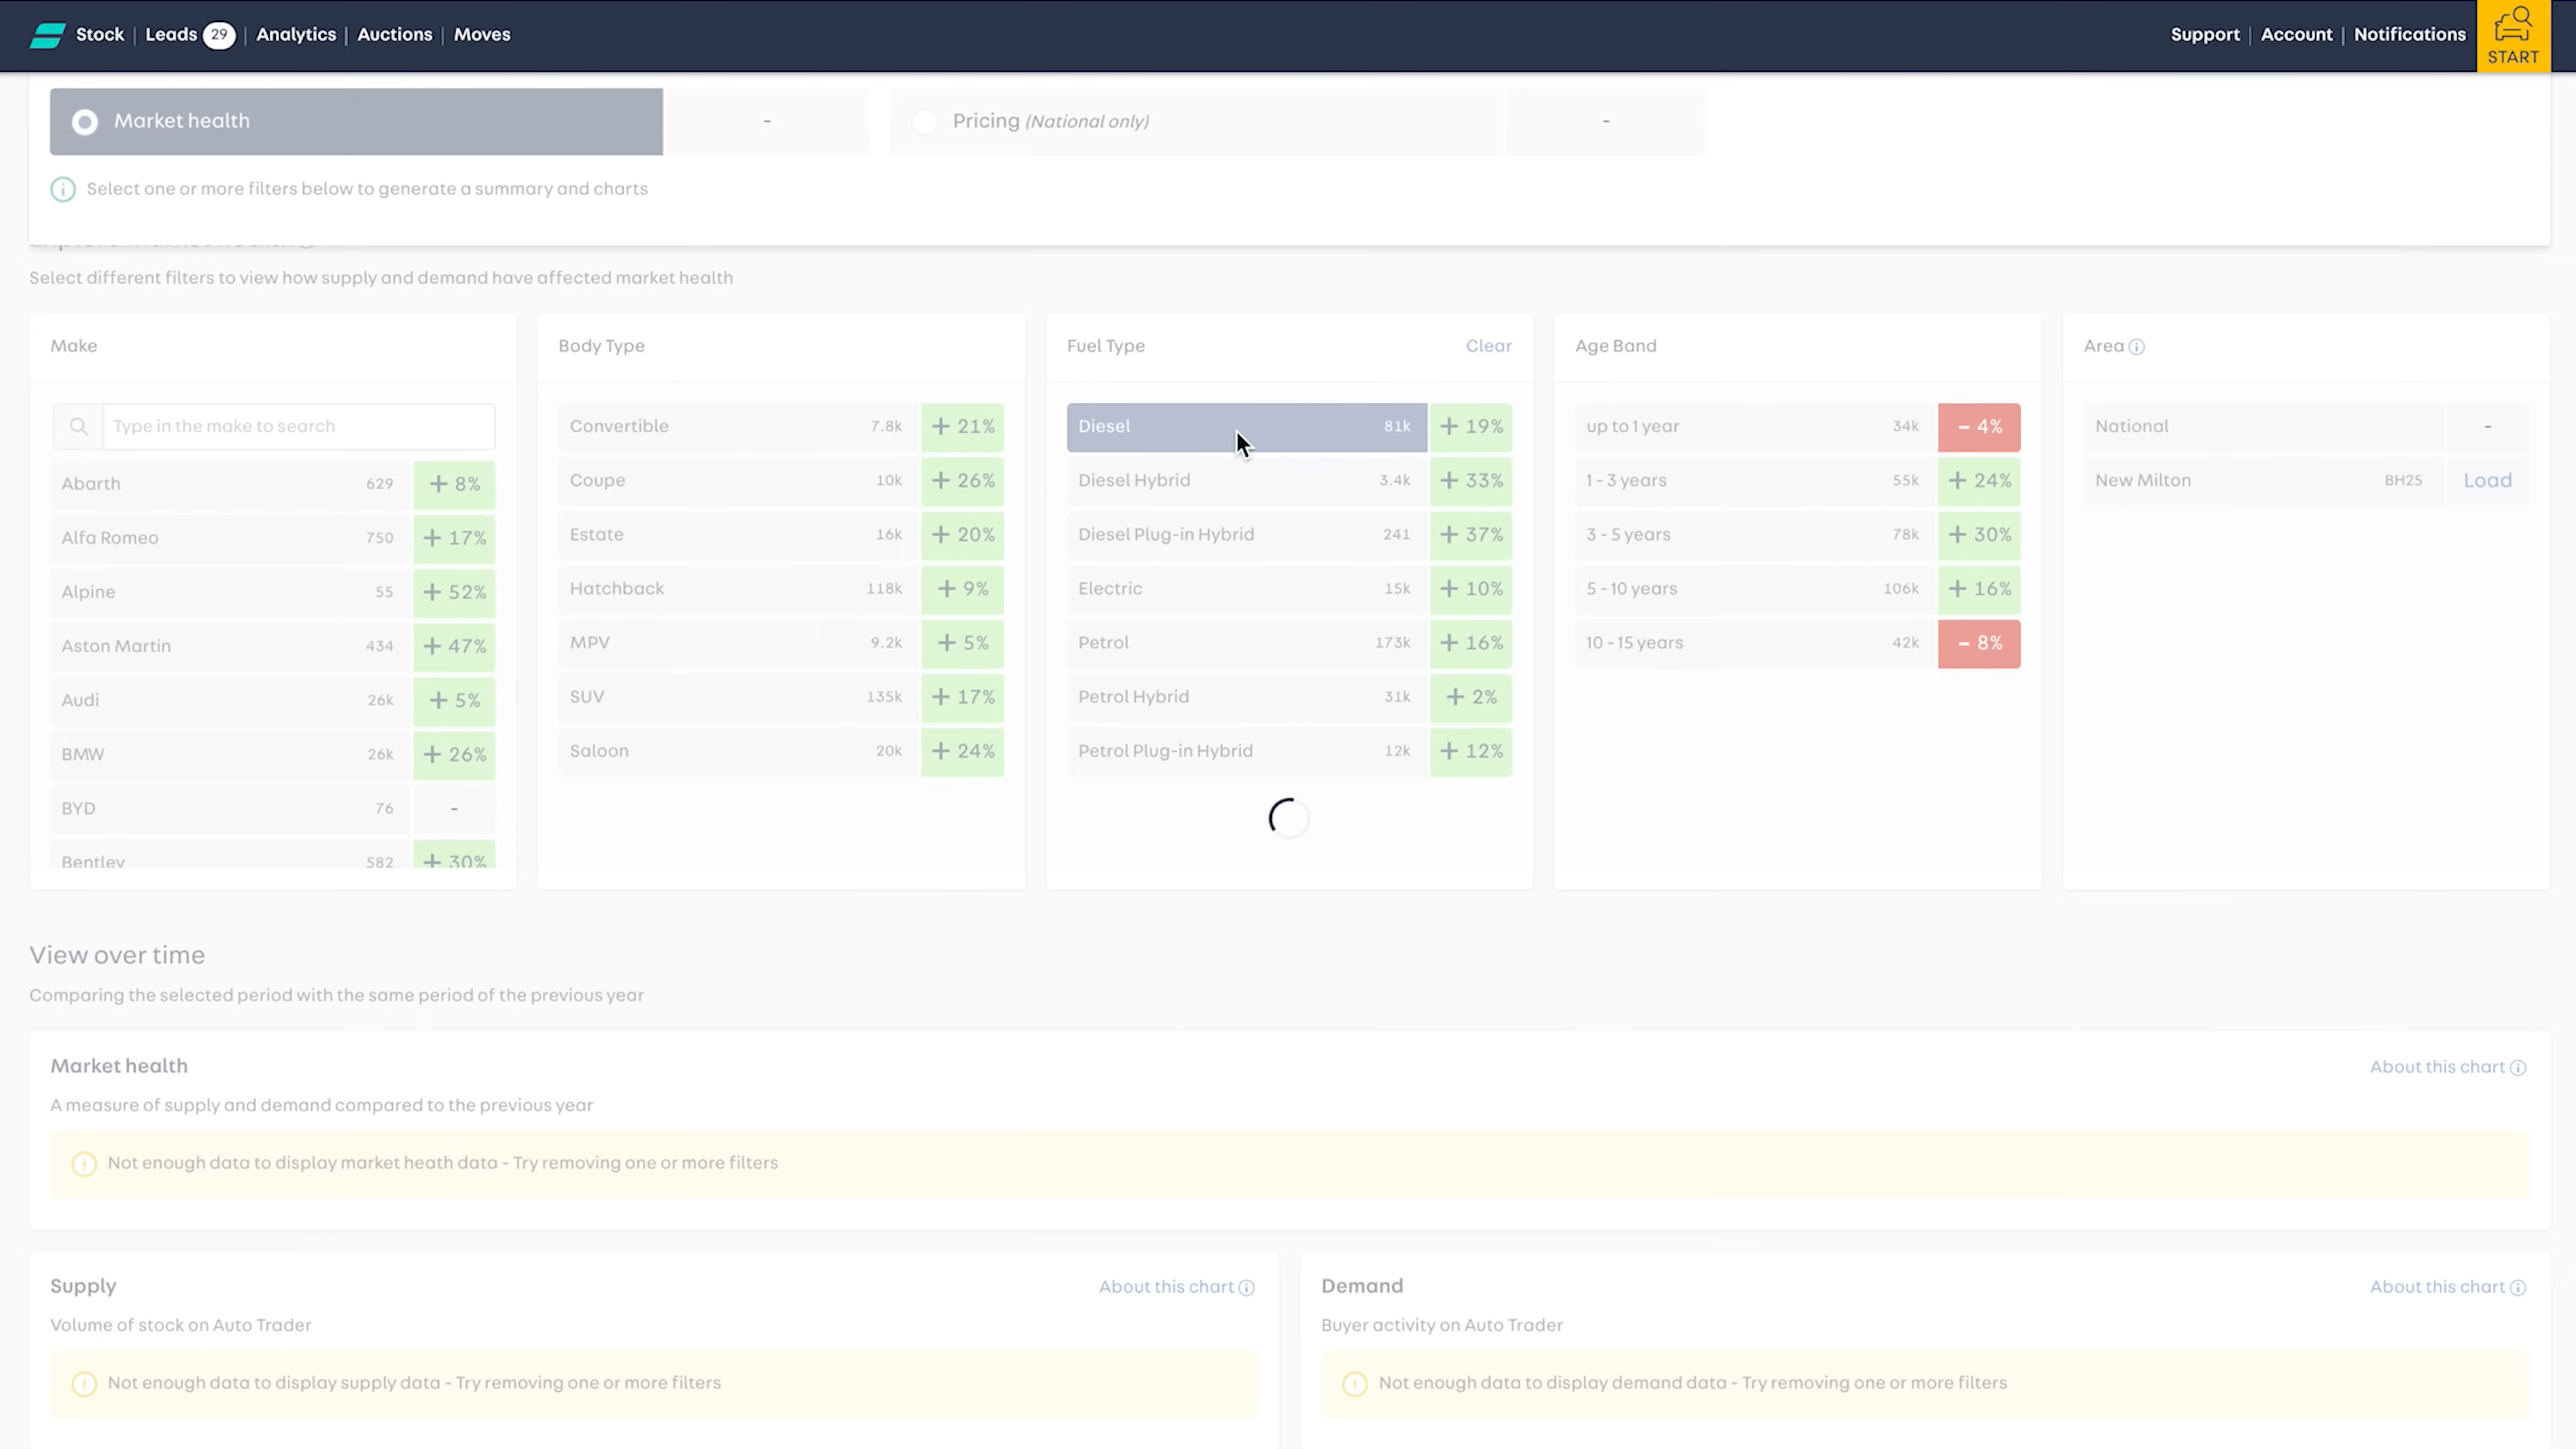 Stock | Leads 29 | Analytics | Auctions | Moves
Support | Account | Notifications
START
Market health
-
Pricing (National only)
-
Select one or more filters below to generate a summary and charts
Select different filters to view how supply and demand have affected market health
Make
Type in the make to search
Abarth 629 + 8%
Alfa Romeo 750 + 17%
Alpine 55 + 52%
Aston Martin 434 + 47%
Audi 26k + 5%
BMW 26k + 26%
BYD 76 -
Bentley 582 + 30%
Body Type
Convertible 7.8k + 21%
Coupe 10k + 26%
Estate 16k + 20%
Hatchback 118k + 9%
MPV 9.2k + 5%
SUV 135k + 17%
Saloon 20k + 24%
Fuel Type Clear
Diesel 81k + 19%
Diesel Hybrid 3.4k + 33%
Diesel Plug-in Hybrid 241 + 37%
Electric 15k + 10%
Petrol 173k + 16%
Petrol Hybrid 31k + 2%
Petrol Plug-in Hybrid 12k + 12%
Age Band
up to 1 year 34k - 4%
1 - 3 years 55k + 24%
3 - 5 years 78k + 30%
5 - 10 years 106k + 16%
10 - 15 years 42k - 8%
Area
National -
New Milton BH25 Load
View over time
Comparing the selected period with the same period of the previous year
Market health About this chart
A measure of supply and demand compared to the previous year
Not enough data to display market heath data - Try removing one or more filters
Supply About this chart
Volume of stock on Auto Trader
Not enough data to display supply data - Try removing one or more filters
Demand About this chart
Buyer activity on Auto Trader
Not enough data to display demand data - Try removing one or more filters